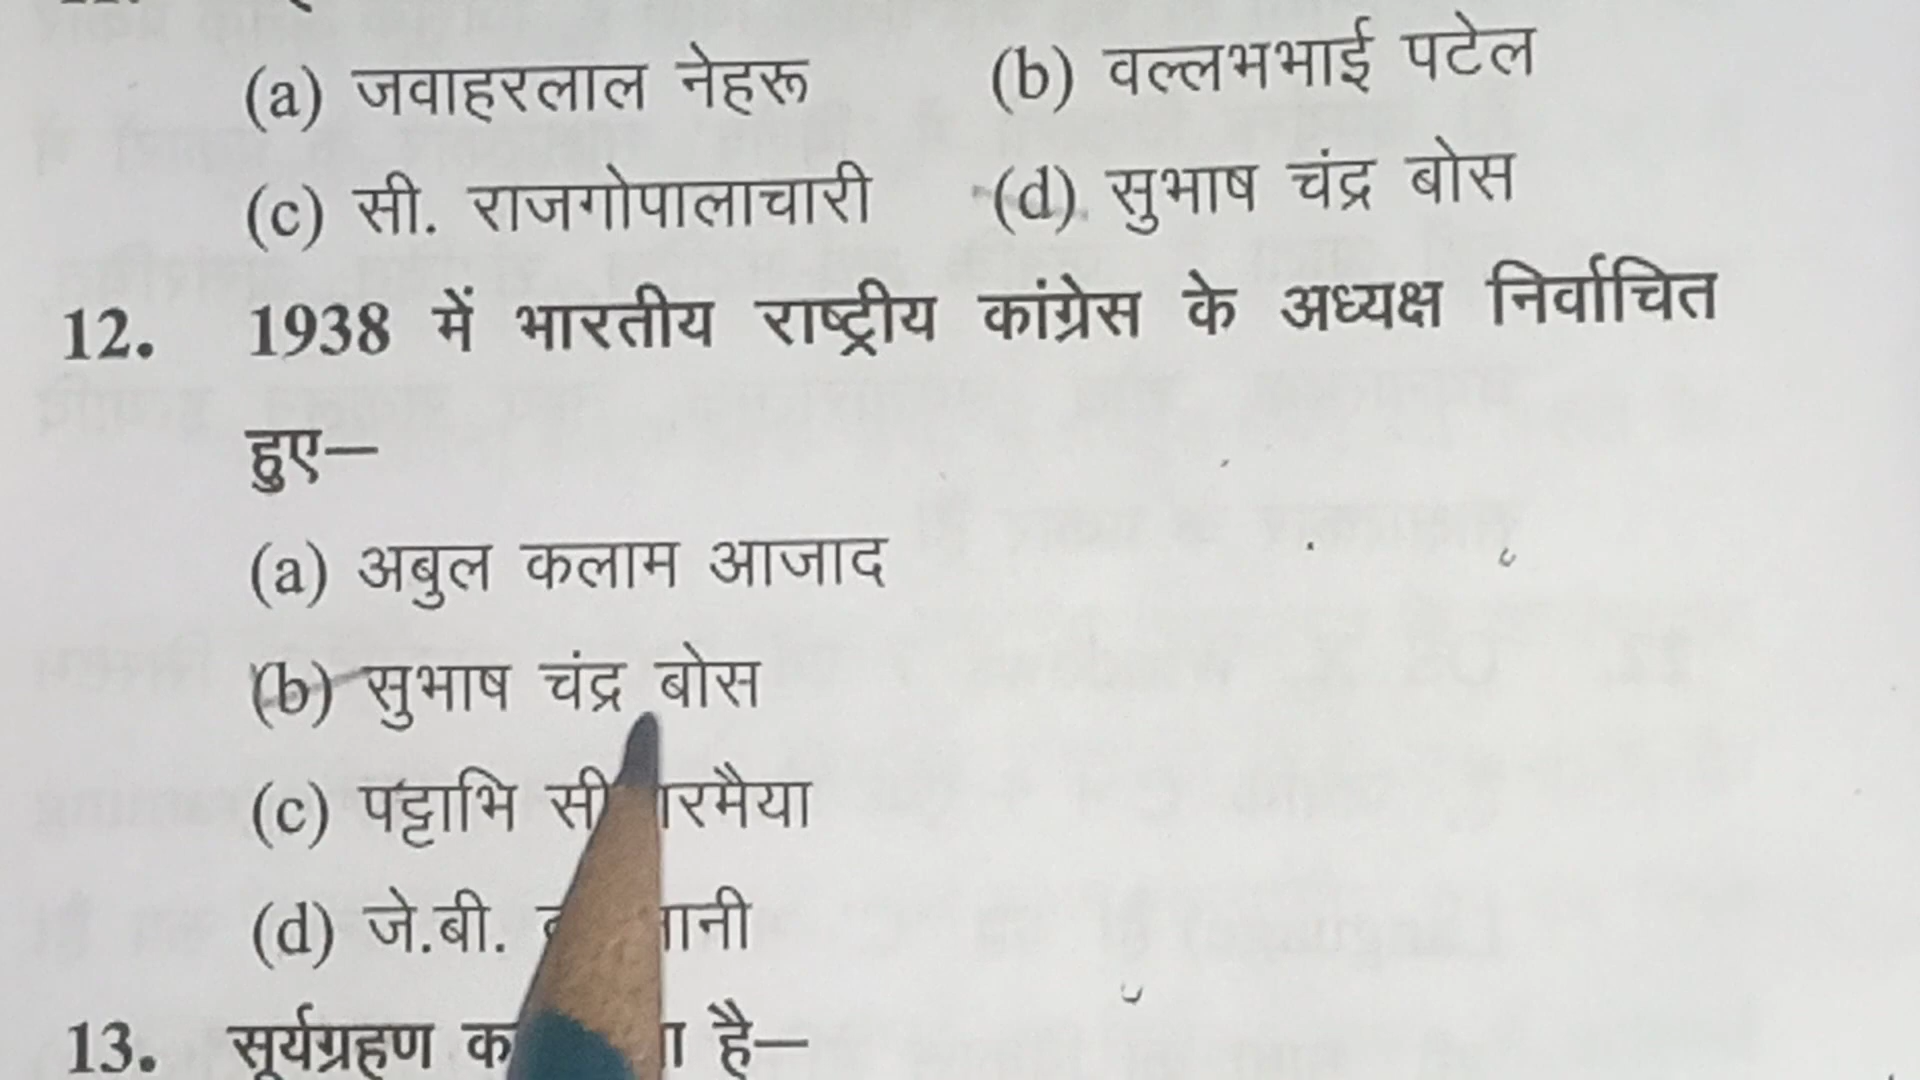 (a) जवाहरलाल नेहरू (b) वल्लभभाई पटेल
(c) सी. राजगोपालाचारी (d) सुभाष चंद्र बोस
12. 1938 में भारतीय राष्ट्रीय कांग्रेस के अध्यक्ष निर्वाचित
हुए—
(a) अबुल कलाम आजाद
(b) सुभाष चंद्र बोस
(c) पट्टाभि
(d) जे.बी.
13. सूर्यग्रहण है—